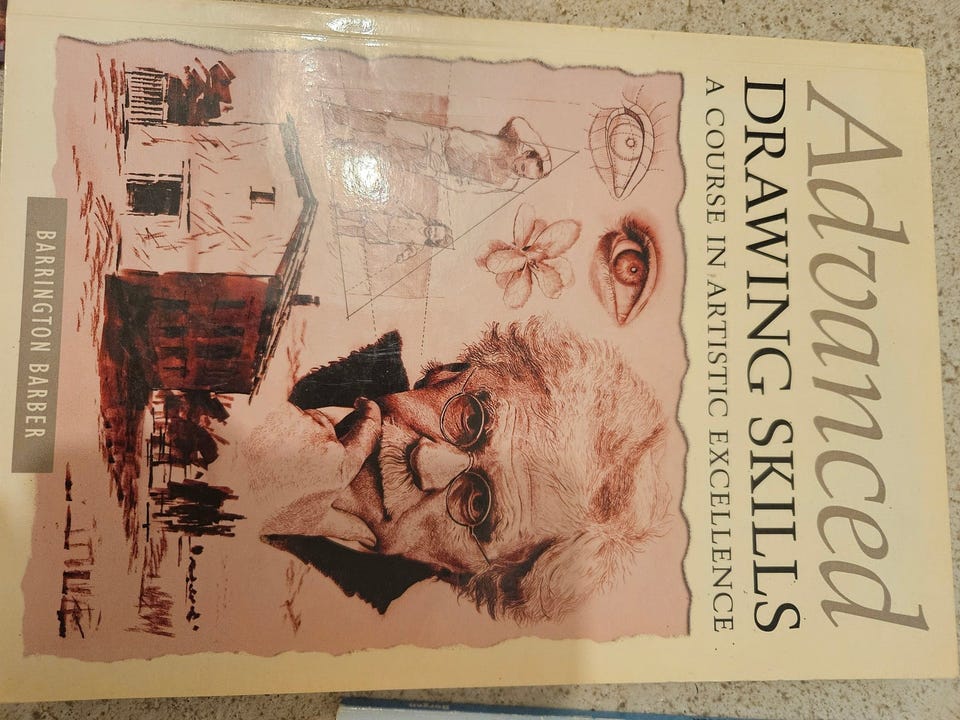 Advanced
DRAWING SKILLS
A COURSE IN ARTISTIC EXCELLENCE
BARRINGTON BARBER